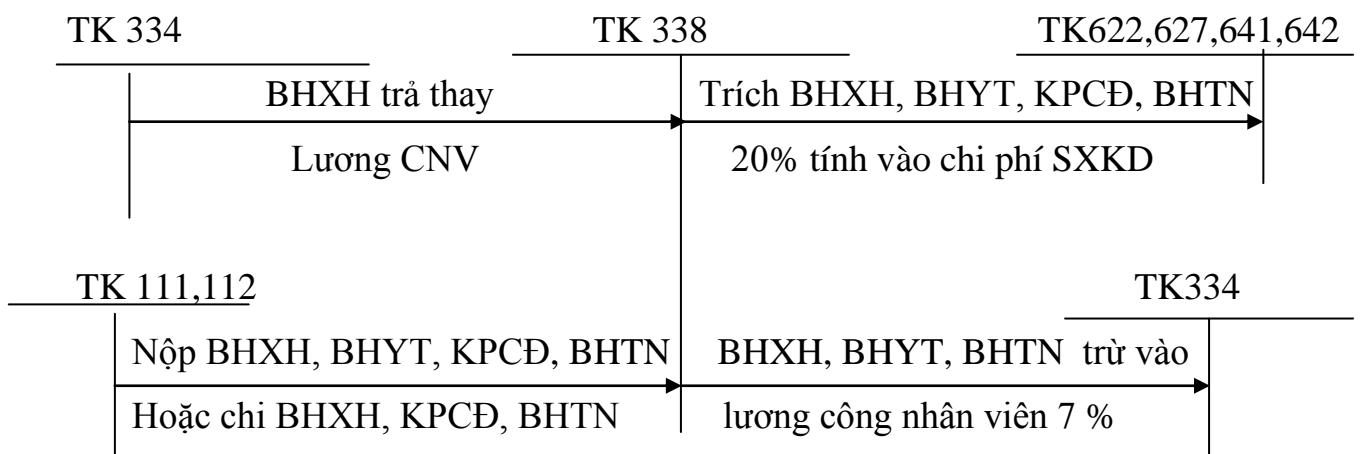 TK 334
TK 338
TK622,627,641,642
BHXH trả thay
Trích BHXH, BHYT, KPCĐ, BHTN
Lương CNV
20% tính vào chi phí SXKD
TK 111,112
TK334
Nộp BHXH, BHYT, KPCĐ, BHTN
BHXH, BHYT, BHTN trừ vào
Hoặc chi BHXH, KPCĐ, BHTN
lương công nhân viên 7 %